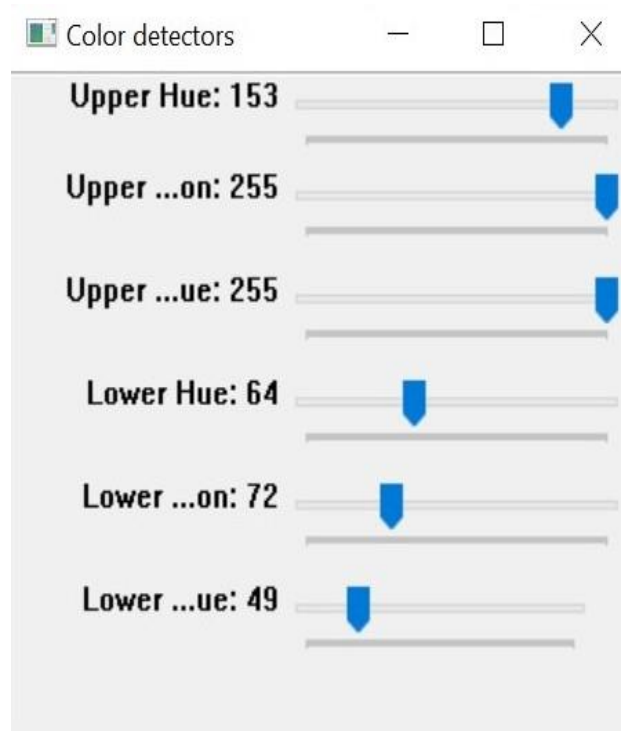 Color detectors
Upper Hue: 153
Upper ...on: 255
Upper ...ue: 255
Lower Hue: 64
Lower ...on: 72
Lower ...ue: 49